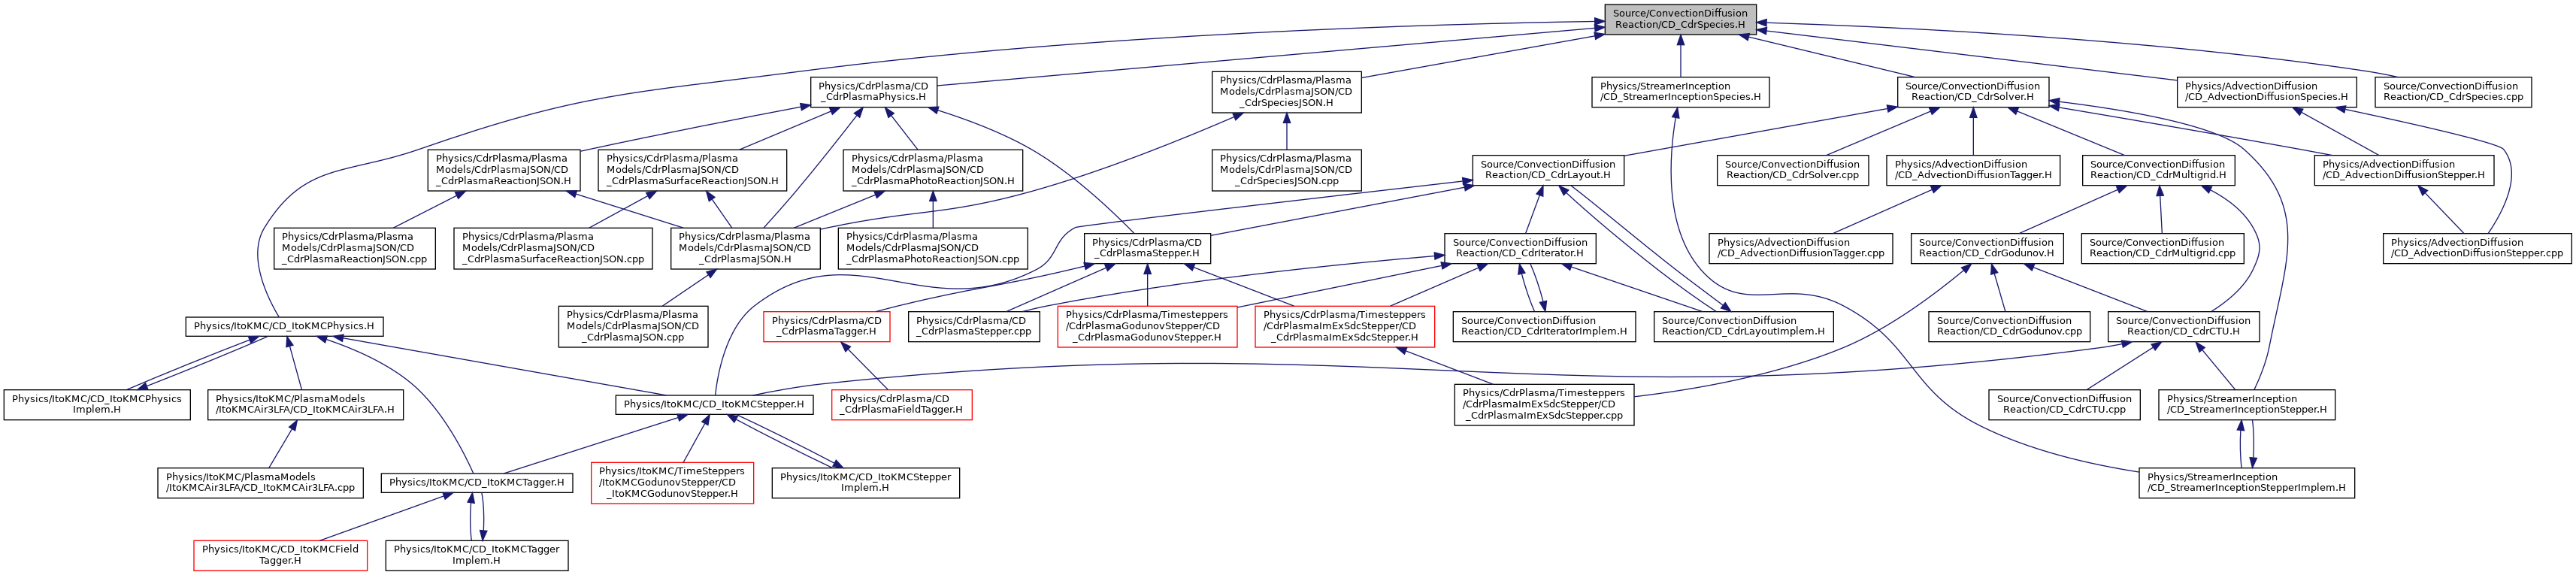 Source/ConvectionDiffusion
Reaction/CD_CdrSpecies.H
Physics/CdrPlasma/CD
_CdrPlasmaPhysics.H
Physics/CdrPlasma/Plasma
Models/CdrPlasmaJSON/CD
_CdrSpeciesJSON.H
Physics/StreamerInception
/CD_StreamerInceptionSpecies.H
Source/ConvectionDiffusion
Reaction/CD_CdrSolver.H
Physics/AdvectionDiffusion
/CD_AdvectionDiffusionSpecies.H
Source/ConvectionDiffusion
Reaction/CD_CdrSpecies.cpp
Physics/CdrPlasma/Plasma
Models/CdrPlasmaJSON/CD
_CdrPlasmaReactionJSON.H
Physics/CdrPlasma/Plasma
Models/CdrPlasmaJSON/CD
_CdrPlasmaSurfaceReactionJSON.H
Physics/CdrPlasma/Plasma
Models/CdrPlasmaJSON/CD
_CdrPlasmaPhotoReactionJSON.H
Physics/CdrPlasma/Plasma
Models/CdrPlasmaJSON/CD
_CdrSpeciesJSON.cpp
Source/ConvectionDiffusion
Reaction/CD_CdrLayout.H
Source/ConvectionDiffusion
Reaction/CD_CdrSolver.cpp
Physics/AdvectionDiffusion
/CD_AdvectionDiffusionTagger.H
Source/ConvectionDiffusion
Reaction/CD_CdrMultigrid.H
Physics/AdvectionDiffusion
/CD_AdvectionDiffusionStepper.H
Physics/CdrPlasma/Plasma
Models/CdrPlasmaJSON/CD
_CdrPlasmaReactionJSON.cpp
Physics/CdrPlasma/Plasma
Models/CdrPlasmaJSON/CD
_CdrPlasmaSurfaceReactionJSON.cpp
Physics/CdrPlasma/Plasma
Models/CdrPlasmaJSON/CD
_CdrPlasmaJSON.H
Physics/CdrPlasma/Plasma
Models/CdrPlasmaJSON/CD
_CdrPlasmaPhotoReactionJSON.cpp
Physics/CdrPlasma/CD
_CdrPlasmaStepper.H
Source/ConvectionDiffusion
Reaction/CD_CdrIterator.H
Physics/AdvectionDiffusion
/CD_AdvectionDiffusionTagger.cpp
Source/ConvectionDiffusion
Reaction/CD_CdrGodunov.H
Source/ConvectionDiffusion
Reaction/CD_CdrMultigrid.cpp
Physics/AdvectionDiffusion
/CD_AdvectionDiffusionStepper.cpp
Physics/ItoKMC/CD_ItoKMCPhysics.H
Physics/CdrPlasma/Plasma
Models/CdrPlasmaJSON/CD
_CdrPlasmaJSON.cpp
Physics/CdrPlasma/CD
_CdrPlasmaTagger.H
Physics/CdrPlasma/CD
_CdrPlasmaStepper.cpp
Physics/CdrPlasma/Timesteppers
/CdrPlasmaGodunovStepper/CD
_CdrPlasmaGodunovStepper.H
Physics/CdrPlasma/Timesteppers
/CdrPlasmaImExSdcStepper/CD
_CdrPlasmaImExSdcStepper.H
Source/ConvectionDiffusion
Reaction/CD_CdrIteratorImplem.H
Source/ConvectionDiffusion
Reaction/CD_CdrLayoutImplem.H
Source/ConvectionDiffusion
Reaction/CD_CdrGodunov.cpp
Source/ConvectionDiffusion
Reaction/CD_CdrCTU.H
Physics/ItoKMC/CD_ItoKMCPhysics
Implem.H
Physics/ItoKMC/PlasmaModels
/ItoKMCAir3LFA/CD_ItoKMCAir3LFA.H
Physics/ItoKMC/CD_ItoKMCStepper.H
Physics/CdrPlasma/CD
_CdrPlasmaFieldTagger.H
Physics/CdrPlasma/Timesteppers
/CdrPlasmaImExSdcStepper/CD
_CdrPlasmaImExSdcStepper.cpp
Source/ConvectionDiffusion
Reaction/CD_CdrCTU.cpp
Physics/StreamerInception
/CD_StreamerInceptionStepper.H
Physics/ItoKMC/PlasmaModels
/ItoKMCAir3LFA/CD_ItoKMCAir3LFA.cpp
Physics/ItoKMC/CD_ItoKMCTagger.H
Physics/ItoKMC/TimeSteppers
/ItoKMCGodunovStepper/CD
_ItoKMCGodunovStepper.H
Physics/ItoKMC/CD_ItoKMCStepper
Implem.H
Physics/StreamerInception
/CD_StreamerInceptionStepperImplem.H
Physics/ItoKMC/CD_ItoKMCField
Tagger.H
Physics/ItoKMC/CD_ItoKMCTagger
Implem.H